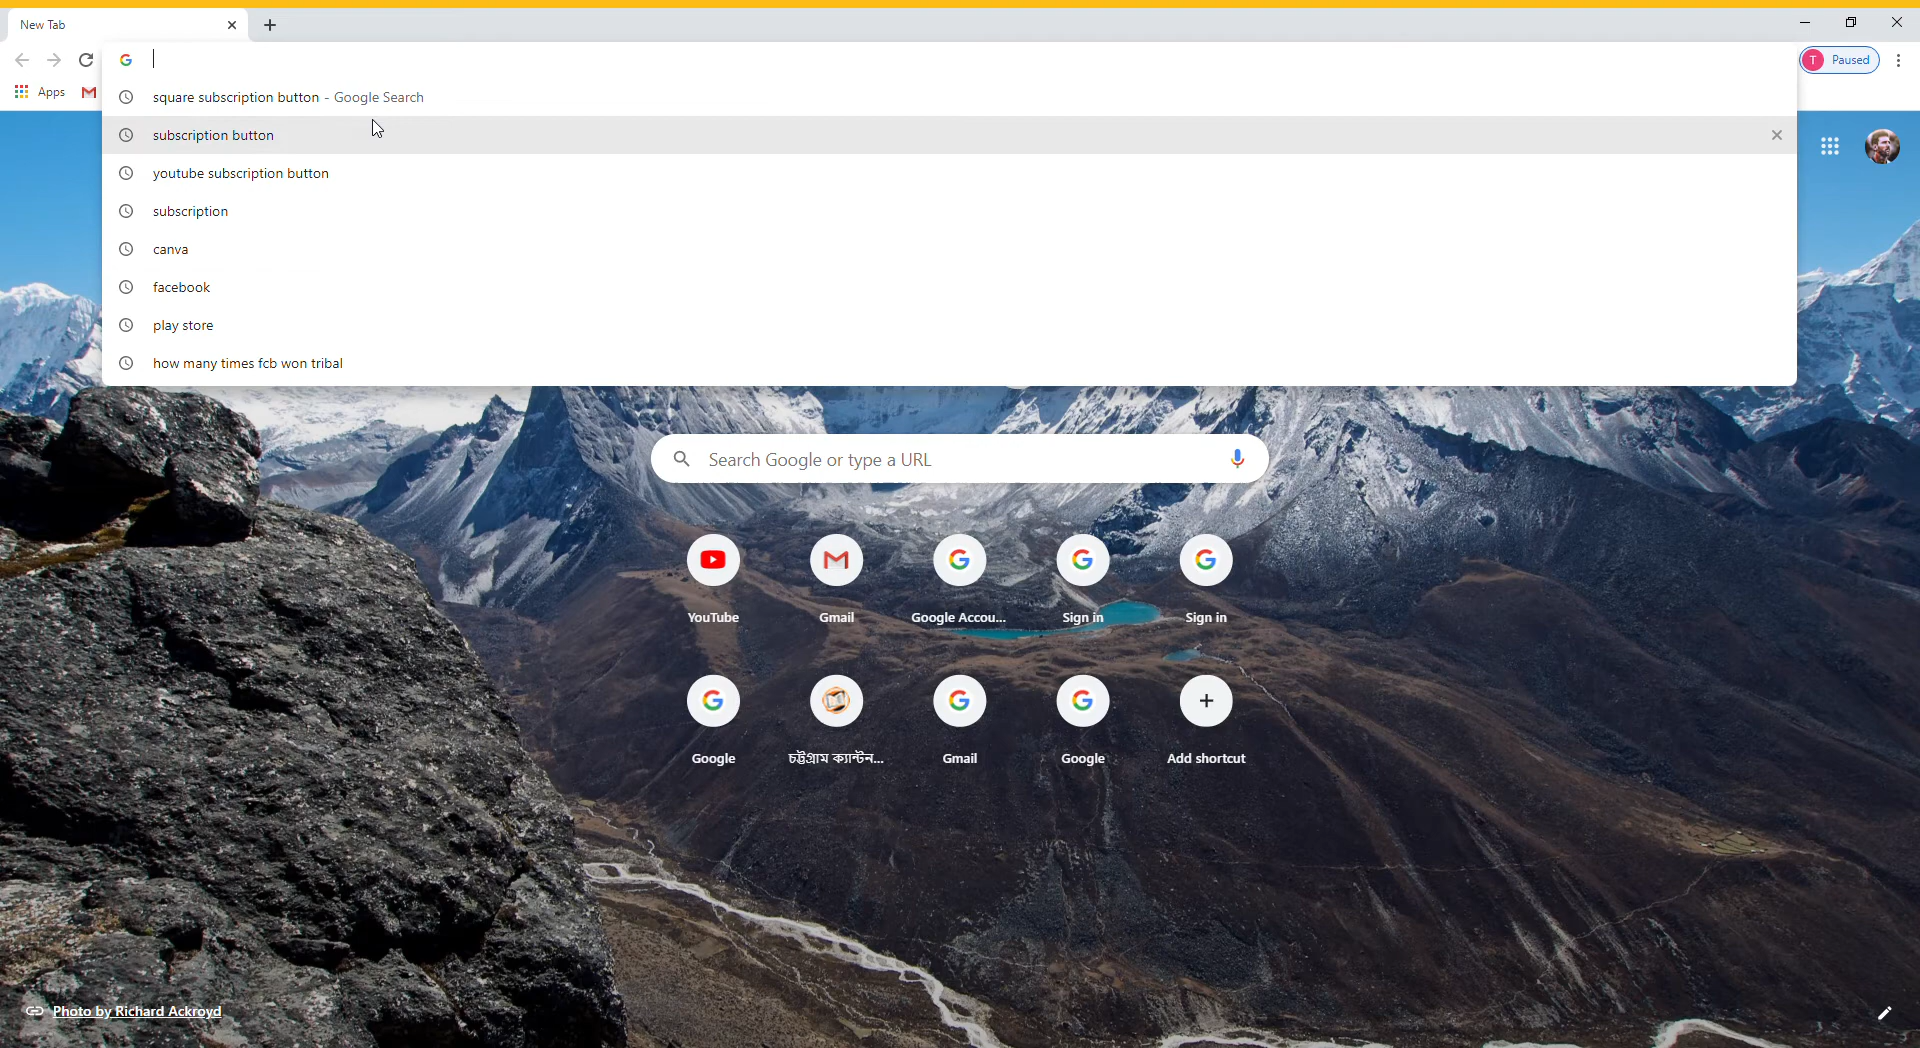 New Tab
T Paused
Apps
square subscription button - Google Search
subscription button
youtube subscription button
subscription
canva
facebook
play store
how many times fcb won tribal
Search Google or type a URL
YouTube
Gmail
Google Accou...
Sign in
Sign in
Google
চট্টগ্রাম ক্যান্টন...
Gmail
Google
Add shortcut
Photo by Richard Ackroyd